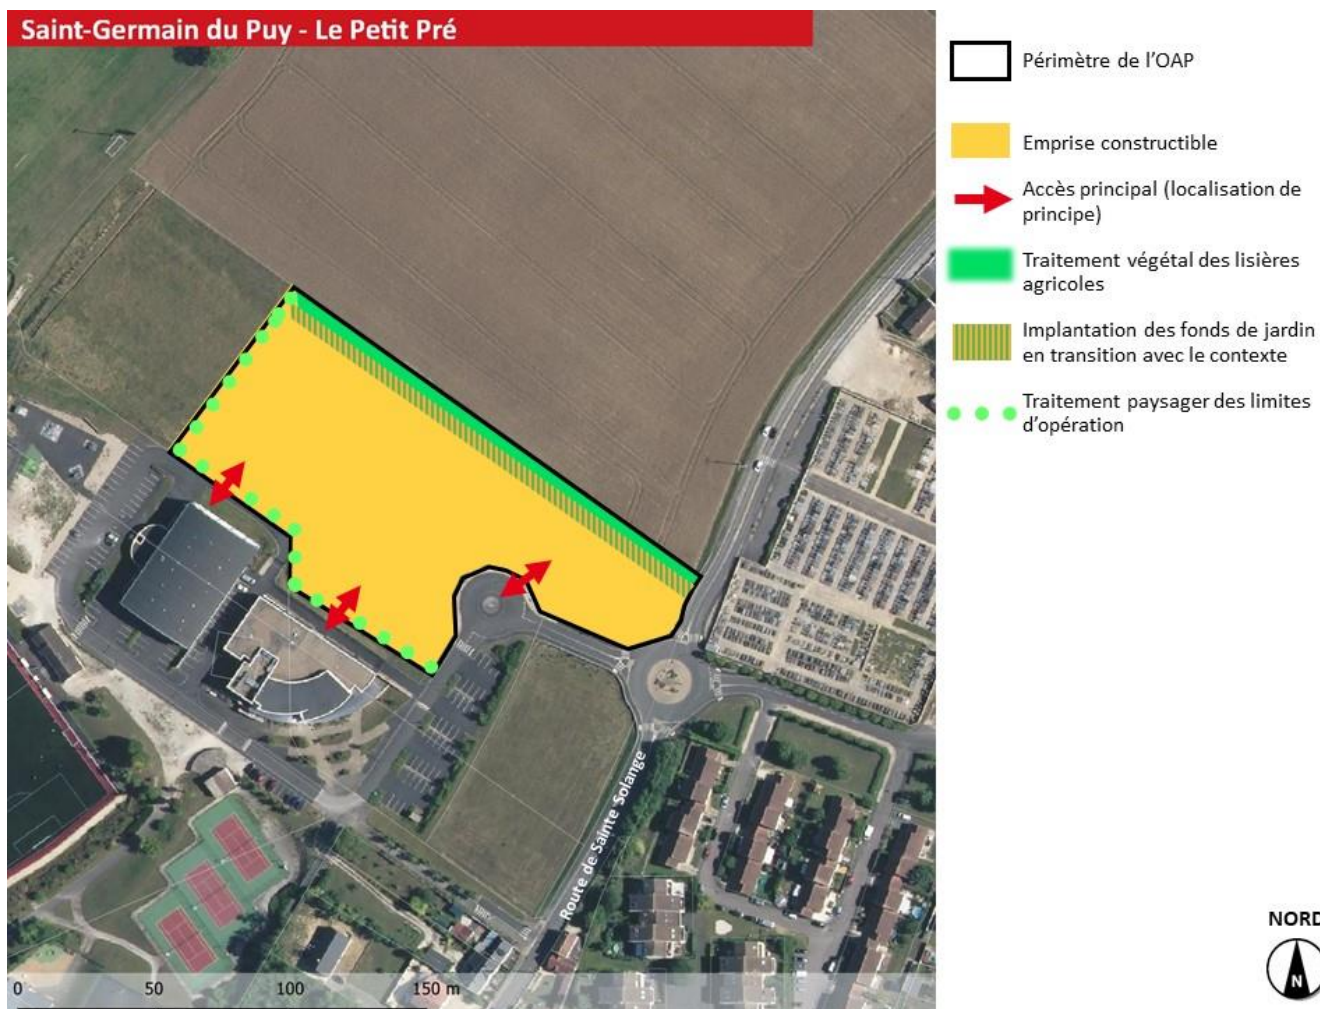 Saint-Germain du Puy - Le Petit Pré
Périmètre de l'OAP
Emprise constructible
Accès principal (localisation de
principe)
Traitement végétal des lisières
agricoles
Implantation des fonds de jardin
en transition avec le contexte
Traitement paysager des limites
d'opération
Route de Sainte Solange
0 50 100 150 m
NORD
N